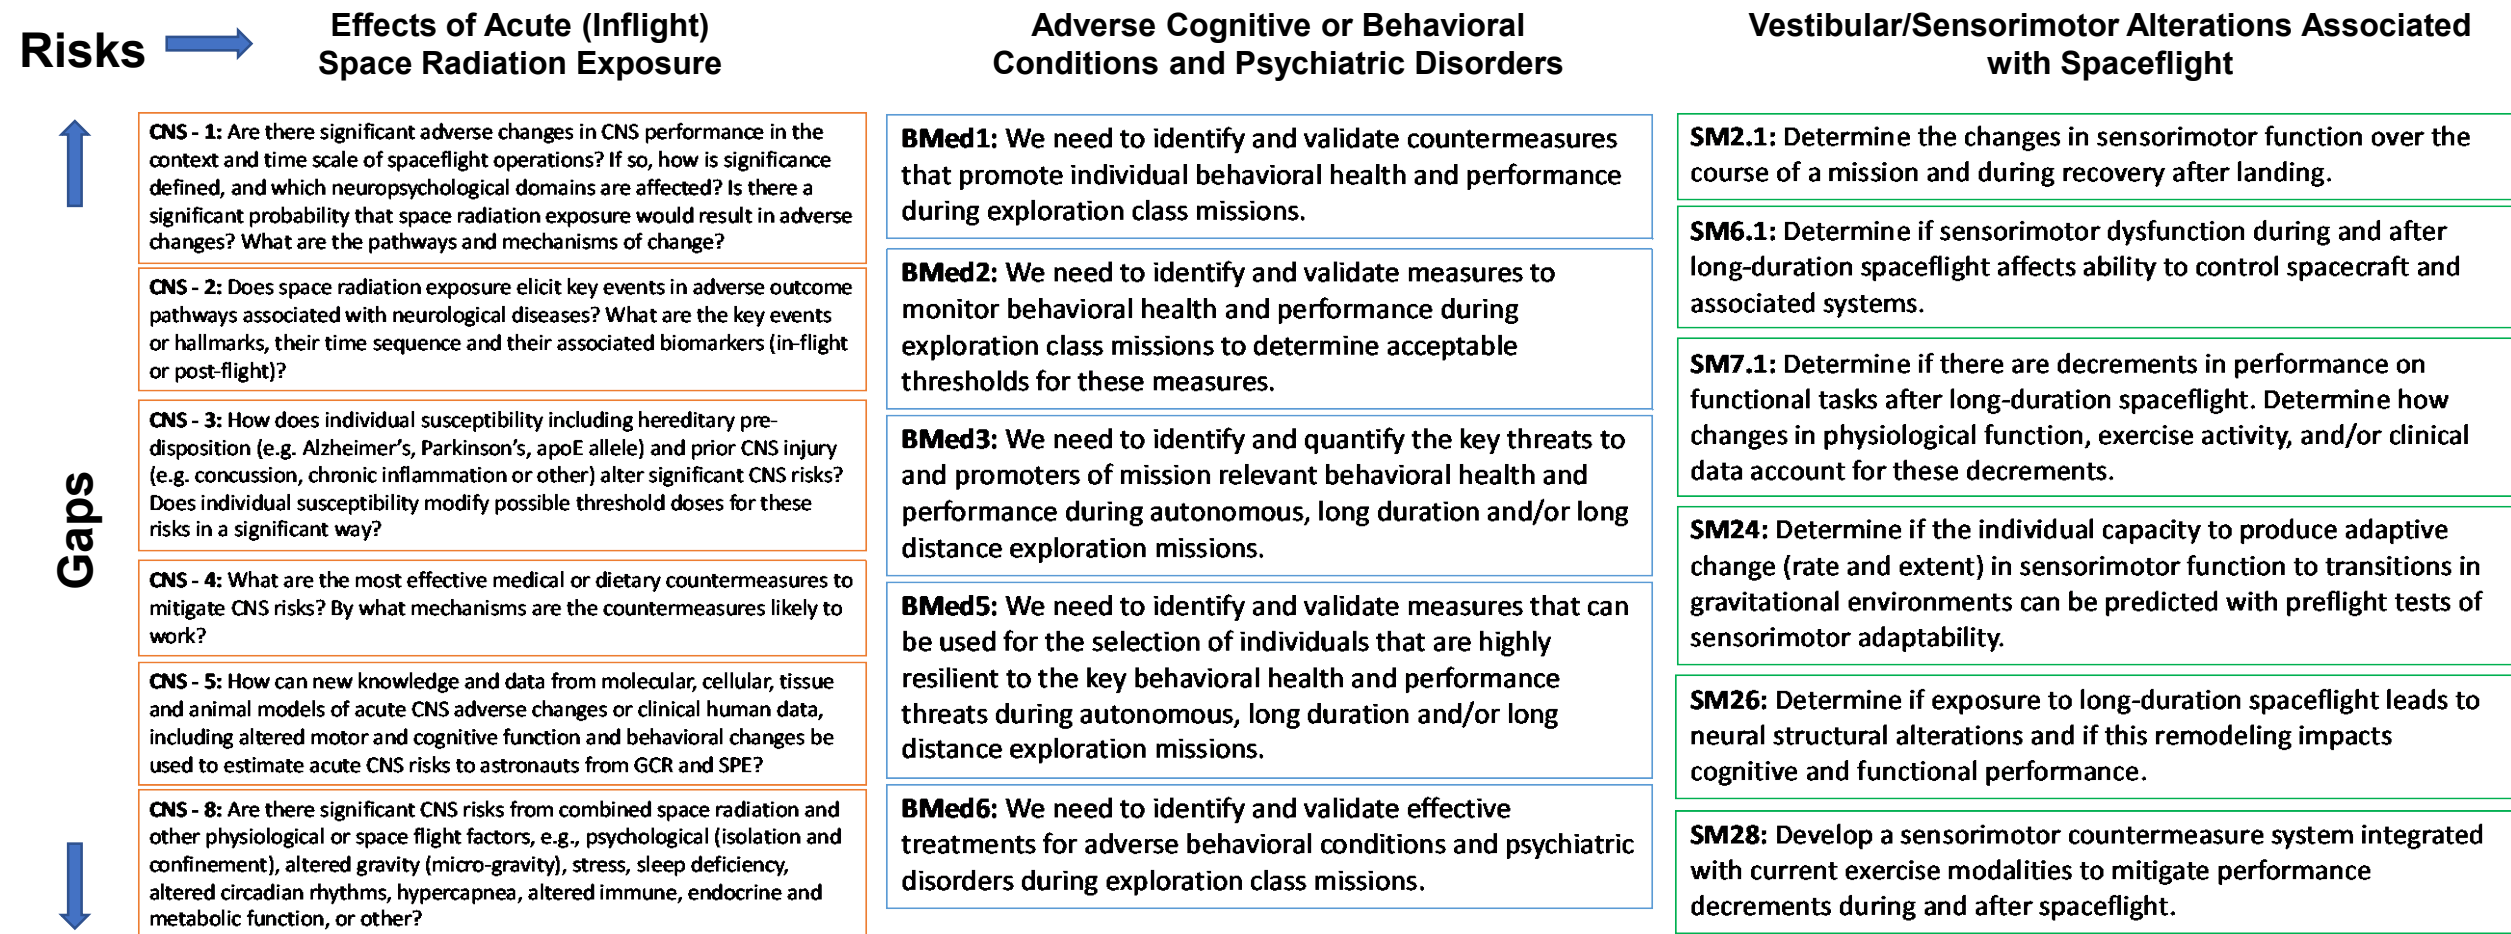 Risks
Effects of Acute (Inflight)
Space Radiation Exposure
Adverse Cognitive or Behavioral
Conditions and Psychiatric Disorders
Vestibular/Sensorimotor Alterations Associated
with Spaceflight
Gaps
CNS - 1: Are there significant adverse changes in CNS performance in the
context and time scale of spaceflight operations? If so, how is significance
defined, and which neuropsychological domains are affected? Is there a
significant probability that space radiation exposure would result in adverse
changes? What are the pathways and mechanisms of change?
CNS - 2: Does space radiation exposure elicit key events in adverse outcome
pathways associated with neurological diseases? What are the key events
or hallmarks, their time sequence and their associated biomarkers (in-flight
or post-flight)?
CNS - 3: How does individual susceptibility including hereditary pre-
disposition (e.g. Alzheimer's, Parkinson's, apoE allele) and prior CNS injury
(e.g. concussion, chronic inflammation or other) alter significant CNS risks?
Does individual susceptibility modify possible threshold doses for these
risks in a significant way?
CNS - 4: What are the most effective medical or dietary countermeasures to
mitigate CNS risks? By what mechanisms are the countermeasures likely to
work?
CNS - 5: How can new knowledge and data from molecular, cellular, tissue
and animal models of acute CNS adverse changes or clinical human data,
including altered motor and cognitive function and behavioral changes be
used to estimate acute CNS risks to astronauts from GCR and SPE?
CNS - 8: Are there significant CNS risks from combined space radiation and
other physiological or space flight factors, e.g., psychological (isolation and
confinement), altered gravity (micro-gravity), stress, sleep deficiency,
altered circadian rhythms, hypercapnea, altered immune, endocrine and
metabolic function, or other?
BMed1: We need to identify and validate countermeasures
that promote individual behavioral health and performance
during exploration class missions.
BMed2: We need to identify and validate measures to
monitor behavioral health and performance during
exploration class missions to determine acceptable
thresholds for these measures.
BMed3: We need to identify and quantify the key threats to
and promoters of mission relevant behavioral health and
performance during autonomous, long duration and/or long
distance exploration missions.
BMed5: We need to identify and validate measures that can
be used for the selection of individuals that are highly
resilient to the key behavioral health and performance
threats during autonomous, long duration and/or long
distance exploration missions.
BMed6: We need to identify and validate effective
treatments for adverse behavioral conditions and psychiatric
disorders during exploration class missions.
SM2.1: Determine the changes in sensorimotor function over the
course of a mission and during recovery after landing.
SM6.1: Determine if sensorimotor dysfunction during and after
long-duration spaceflight affects ability to control spacecraft and
associated systems.
SM7.1: Determine if there are decrements in performance on
functional tasks after long-duration spaceflight. Determine how
changes in physiological function, exercise activity, and/or clinical
data account for these decrements.
SM24: Determine if the individual capacity to produce adaptive
change (rate and extent) in sensorimotor function to transitions in
gravitational environments can be predicted with preflight tests of
sensorimotor adaptability.
SM26: Determine if exposure to long-duration spaceflight leads to
neural structural alterations and if this remodeling impacts
cognitive and functional performance.
SM28: Develop a sensorimotor countermeasure system integrated
with current exercise modalities to mitigate performance
decrements during and after spaceflight.